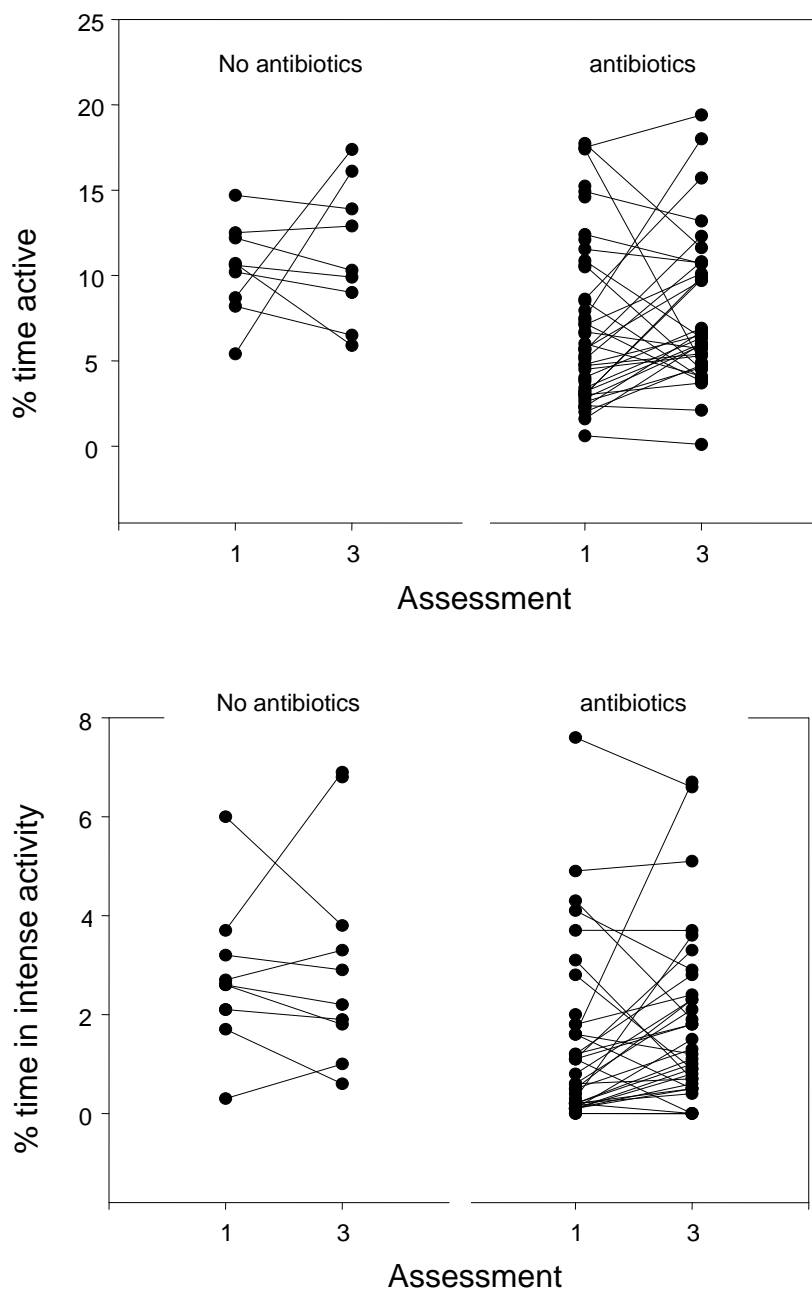 25
No antibiotics antibiotics
20
15
10
5
0
% time active
1 3 1 3
Assessment
No antibiotics antibiotics
8
6
4
2
0
% time in intense activity
1 3 1 3
Assessment